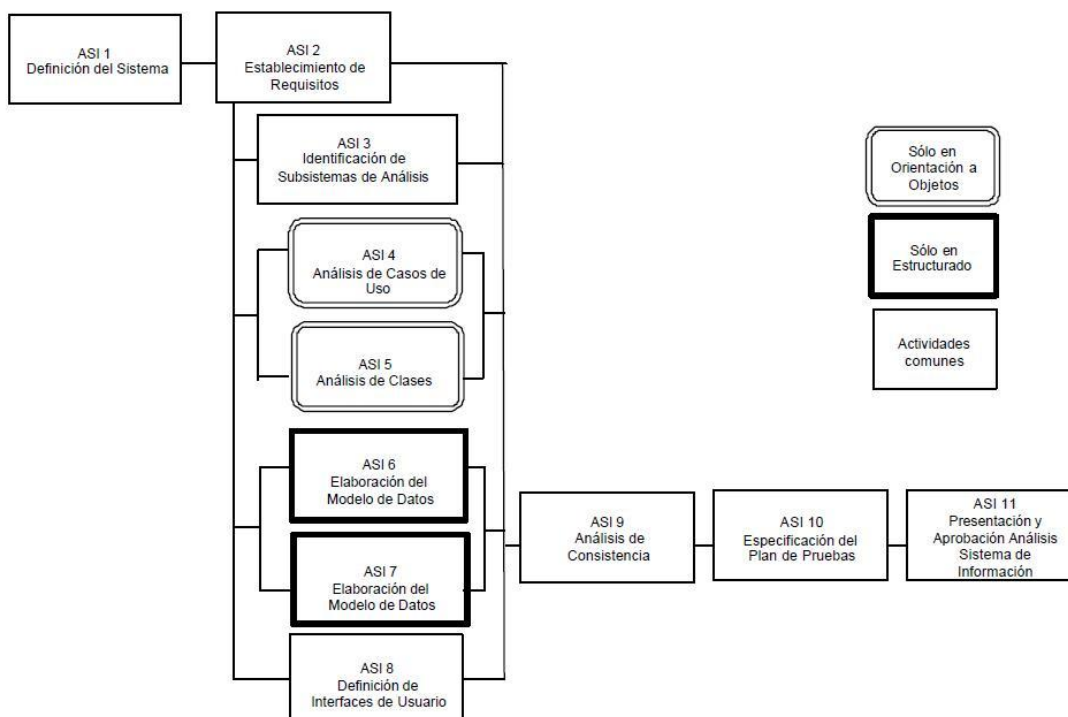 ASI 1
Definición del Sistema
ASI 2
Establecimiento de
Requisitos
ASI 3
Identificación de
Subsistemas de Análisis
ASI 4
Análisis de Casos de
Uso
ASI 5
Análisis de Clases
ASI 6
Elaboración del
Modelo de Datos
ASI 7
Elaboración del
Modelo de Datos
ASI 8
Definición de
Interfaces de Usuario
ASI 9
Análisis de
Consistencia
ASI 10
Especificación del
Plan de Pruebas
ASI 11
Presentación y
Aprobación Análisis
Sistema de
Información
Sólo en
Orientación a
Objetos
Sólo en
Estructurado
Actividades
comunes